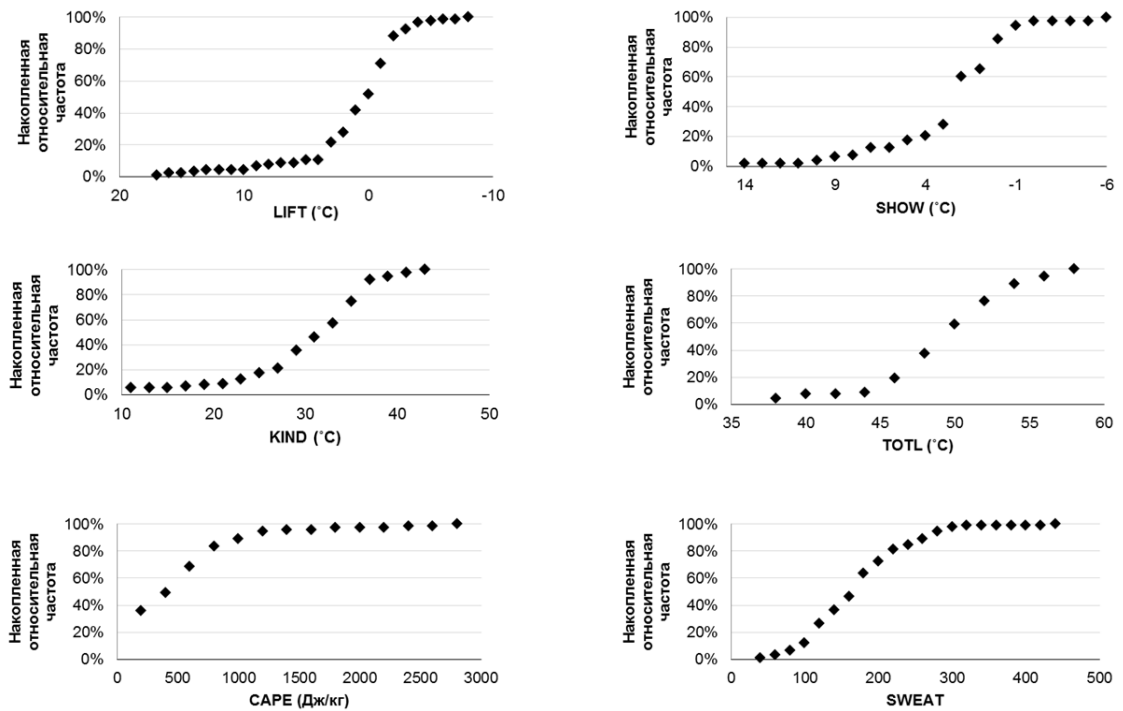 Накопленная
относительная
частота
100%
80%
60%
40%
20%
0%
20
10
0
-10
LIFT (˚C)
Накопленная
относительная
частота
100%
80%
60%
40%
20%
0%
14
9
4
-1
-6
SHOW (˚C)
Накопленная
относительная
частота
100%
80%
60%
40%
20%
0%
10
20
30
40
50
KIND (˚C)
Накопленная
относительная
частота
100%
80%
60%
40%
20%
0%
35
40
45
50
55
60
TOTL (˚C)
Накопленная
относительная
частота
100%
80%
60%
40%
20%
0%
0
500
1000
1500
2000
2500
3000
CAPE (Дж/кг)
Накопленная
относительная
частота
100%
80%
60%
40%
20%
0%
0
100
200
300
400
500
SWEAT